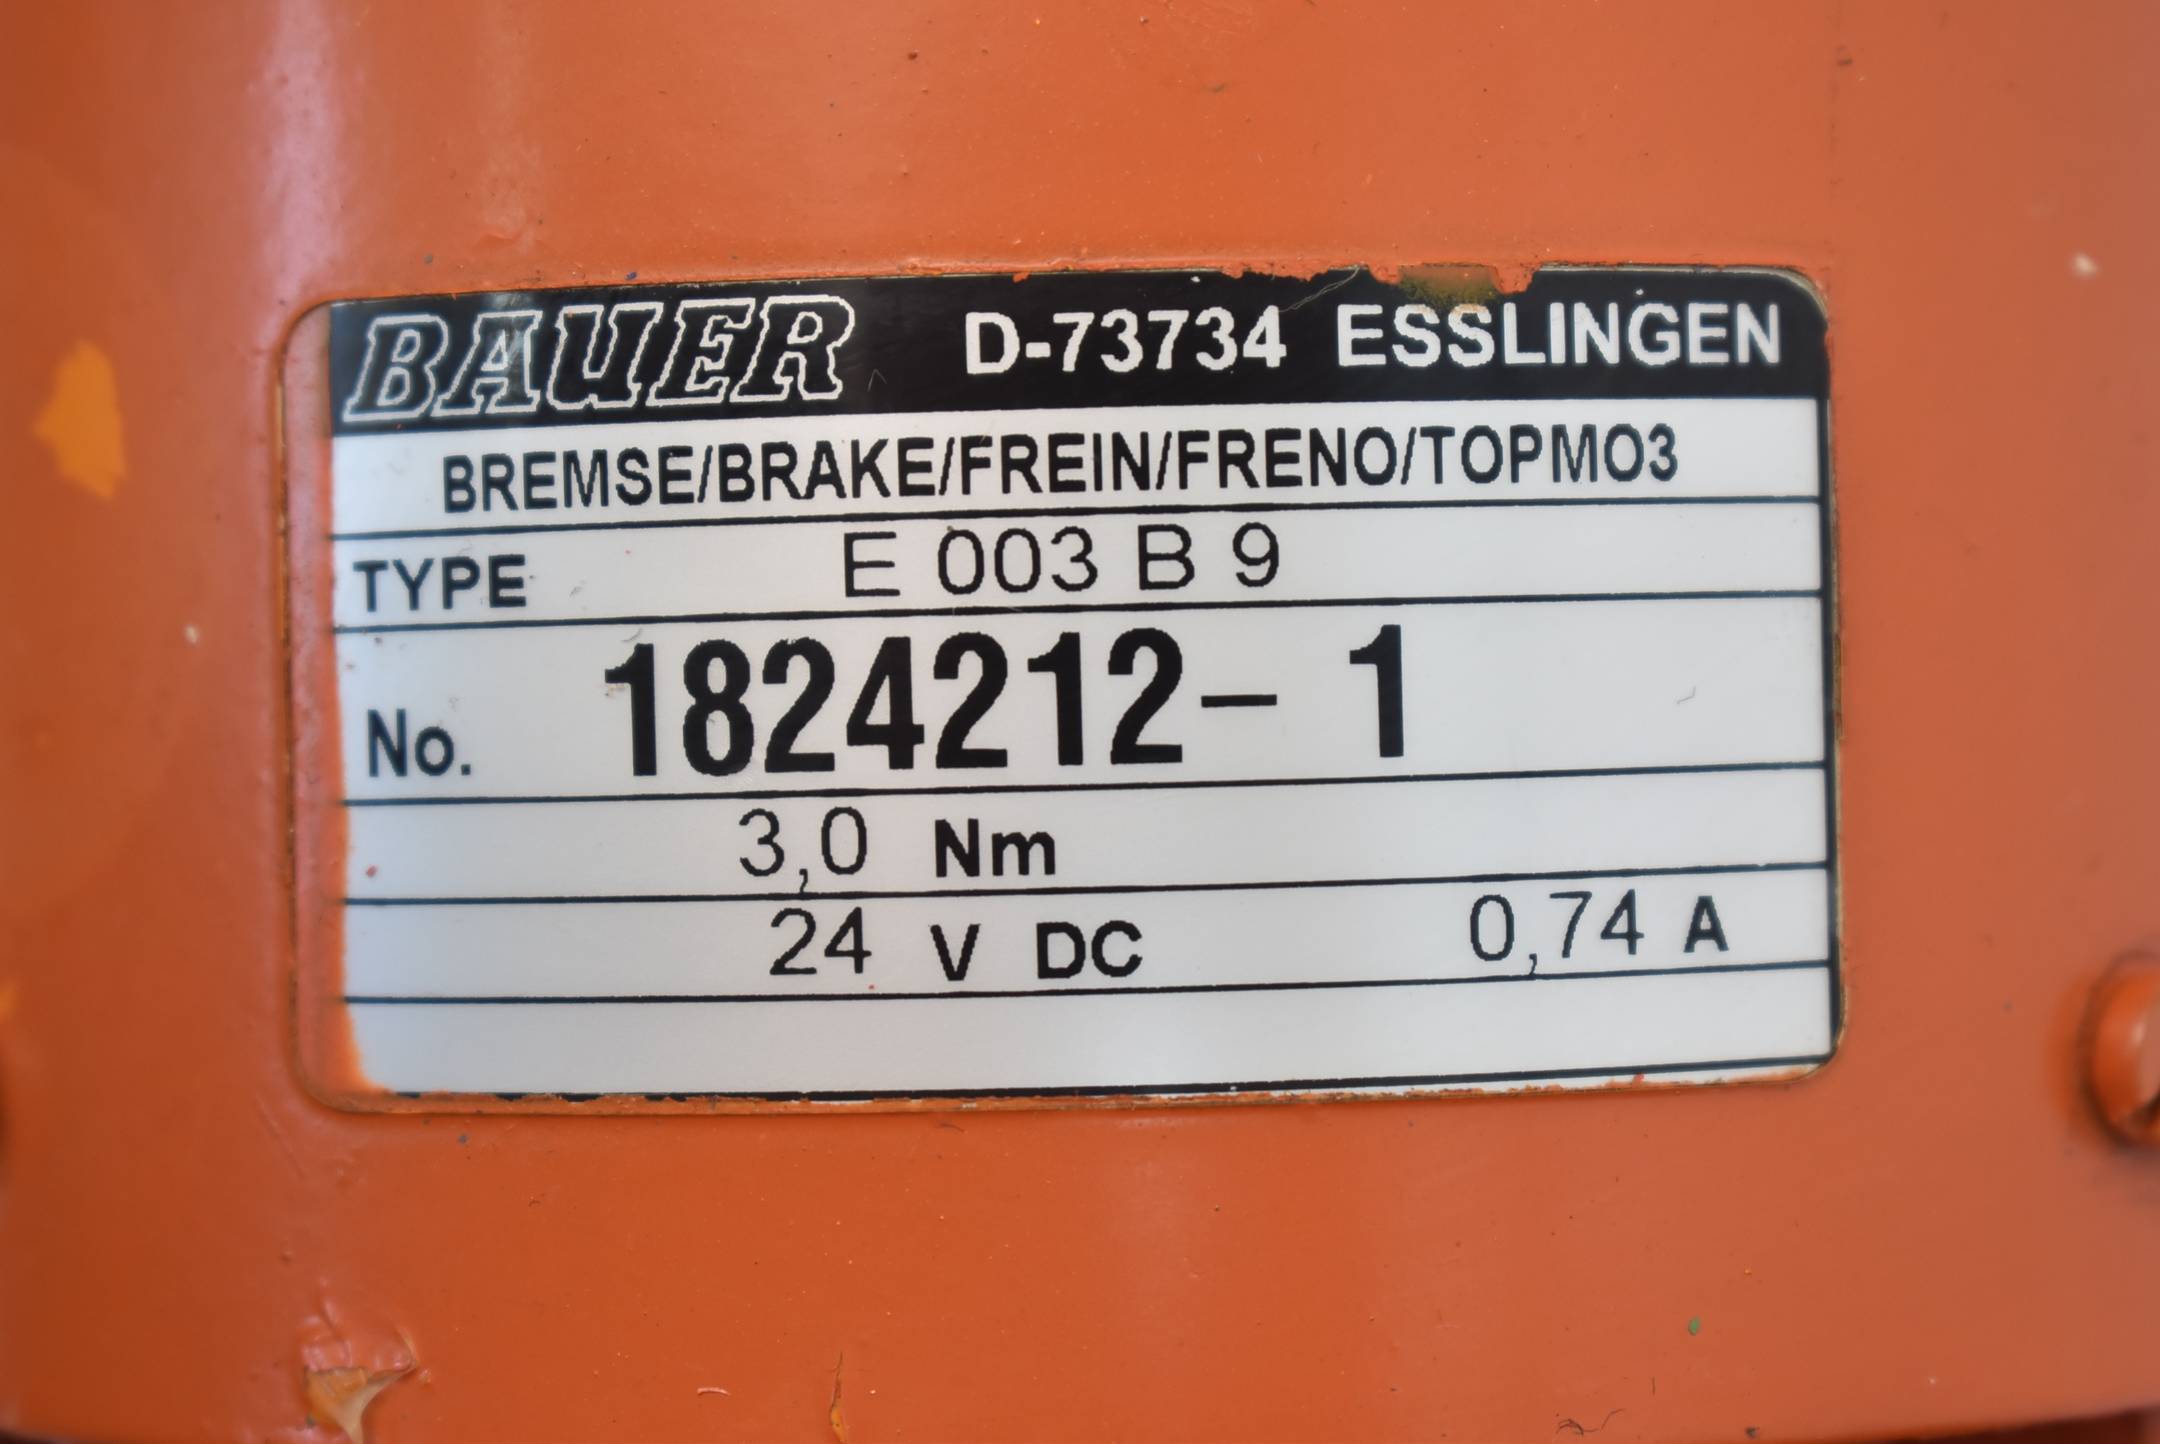 BAUER D-73734 ESSLINGEN
BREMSE/BRAKE/FREIN/FRENO/TOPMO3
TYPE E 003 B 9
No. 1824212- 1
3,0 Nm
24 V DC 0,74 A